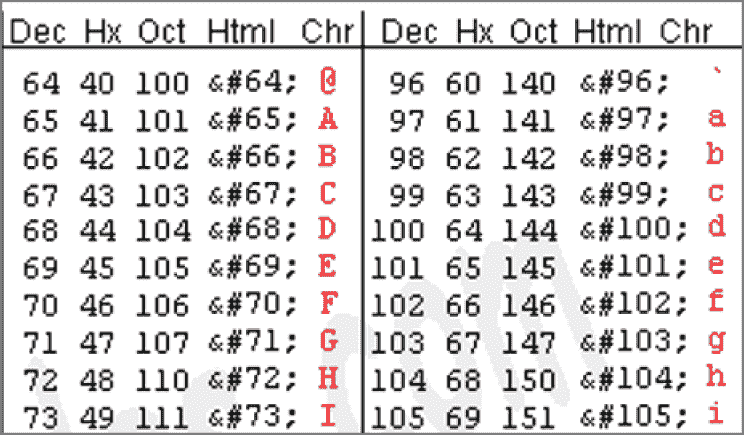 Dec Hx Oct Html Chr Dec Hx Oct Html Chr
64 40 100 &#64; @ 96 60 140 &#96; `
65 41 101 &#65; A 97 61 141 &#97; a
66 42 102 &#66; B 98 62 142 &#98; b
67 43 103 &#67; C 99 63 143 &#99; c
68 44 104 &#68; D 100 64 144 &#100; d
69 45 105 &#69; E 101 65 145 &#101; e
70 46 106 &#70; F 102 66 146 &#102; f
71 47 107 &#71; G 103 67 147 &#103; g
72 48 110 &#72; H 104 68 150 &#104; h
73 49 111 &#73; I 105 69 151 &#105; i